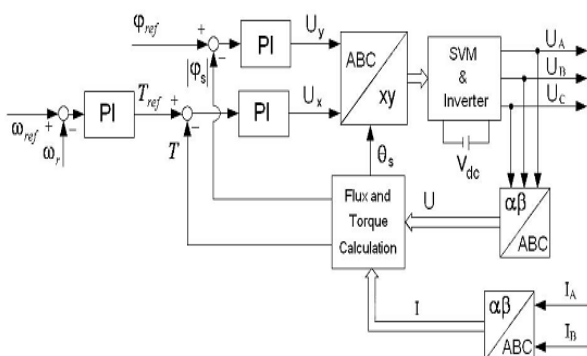 φref
+
-
PI
Uy
|φs|
ABC
xy
SVM
&
Inverter
Vdc
UA
UB
UC
ωref
+
-
ωr
PI
Tref
+
-
T
PI
Ux
θs
Flux and
Torque
Calculation
U
αβ
ABC
I
αβ
ABC
IA
IB